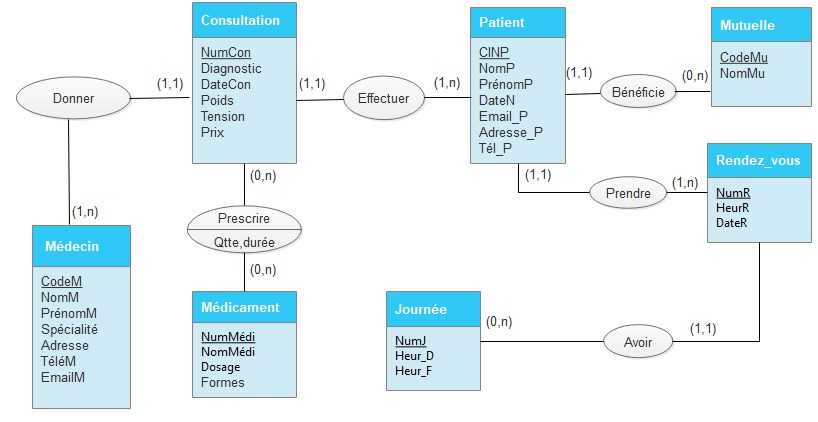 Consultation
NumCon
Diagnostic
DateCon
Poids
Tension
Prix
Patient
CINP
NomP
PrénomP
DateN
Email_P
Adresse_P
Tél_P
Mutuelle
CodeMu
NomMu
Donner
(1,1)
(1,1)
Effectuer
(1,n)
(1,1)
Bénéficie
(0,n)
(1,n)
(0,n)
Prescrire
Qtte,durée
(0,n)
(1,1)
Prendre
(1,n)
Rendez_vous
NumR
HeurR
DateR
Médecin
CodeM
NomM
PrénomM
Spécialité
Adresse
TéléM
EmailM
Médicament
NumMédi
NomMédi
Dosage
Formes
Journée
NumJ
Heur_D
Heur_F
(0,n)
Avoir
(1,1)